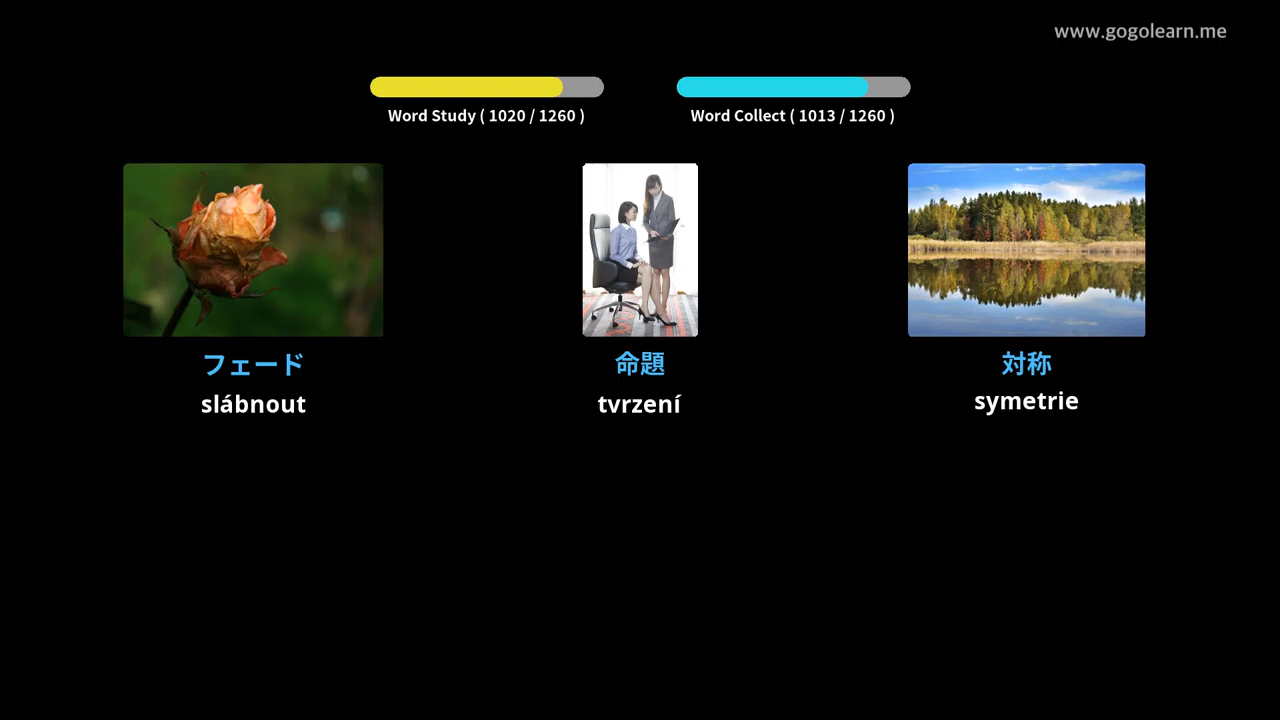 www.gogolearn.me
Word Study ( 1020 / 1260 )
Word Collect ( 1013 / 1260 )
フェード
命題
対称
slábnout
tvrzení
symetrie